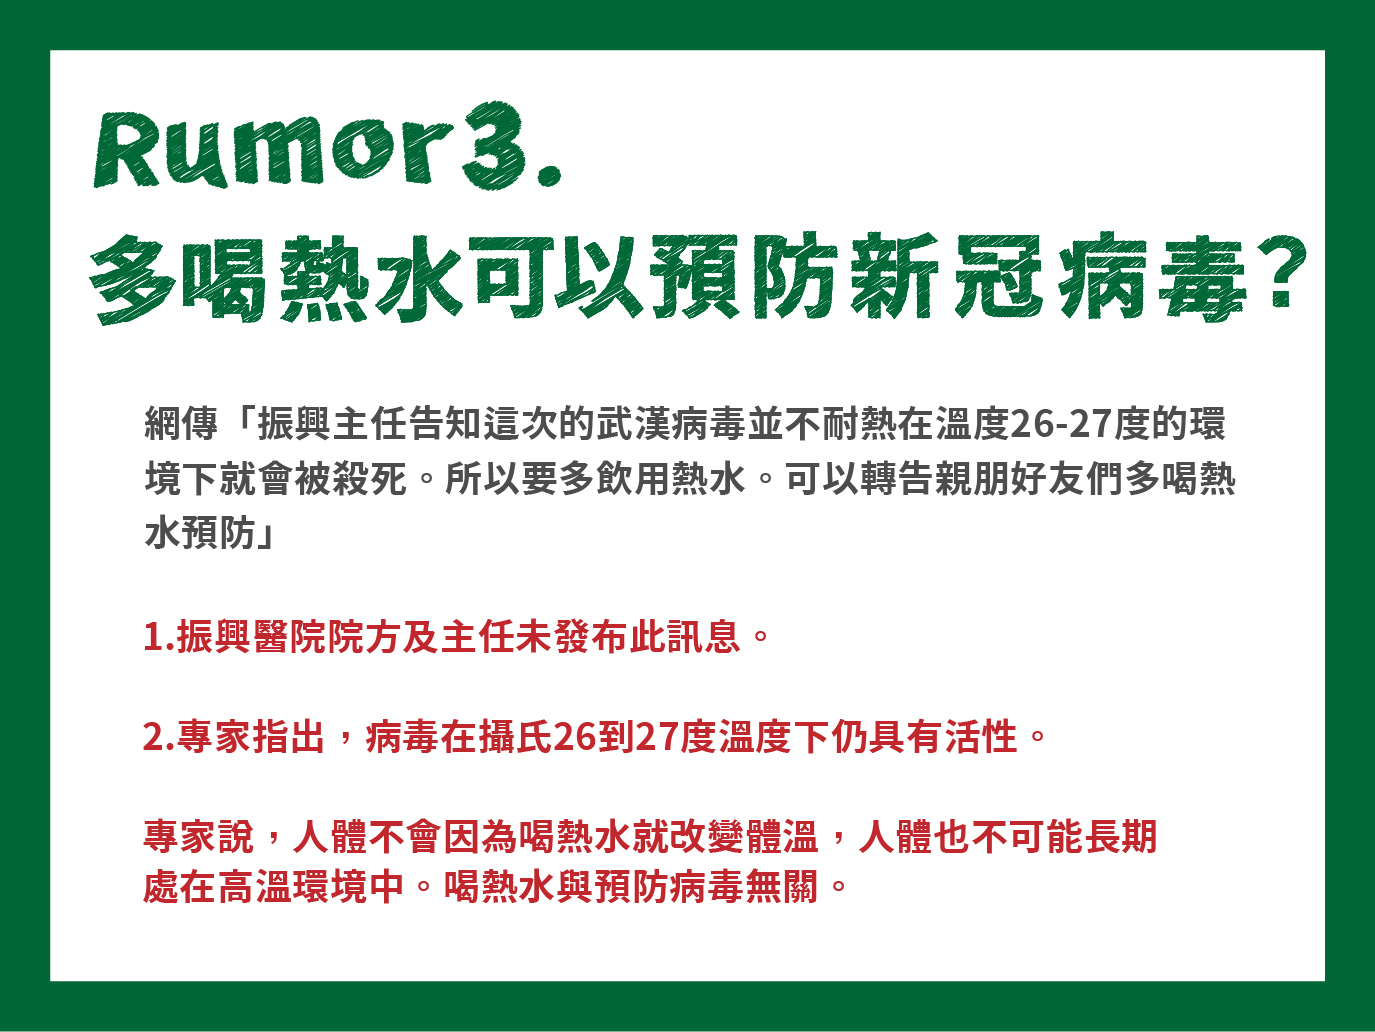 Rumor3.
多喝熱水可以預防新冠病毒?
網傳「振興主任告知這次的武漢病毒並不耐熱在溫度26-27度的環
境下就會被殺死。所以要多飲用熱水。可以轉告親朋好友們多喝熱
水預防」
1.振興醫院院方及主任未發布此訊息。
2.專家指出，病毒在攝氏26到27度溫度下仍具有活性。
專家說，人體不會因為喝熱水就改變體溫，人體也不可能長期
處在高溫環境中。喝熱水與預防病毒無關。